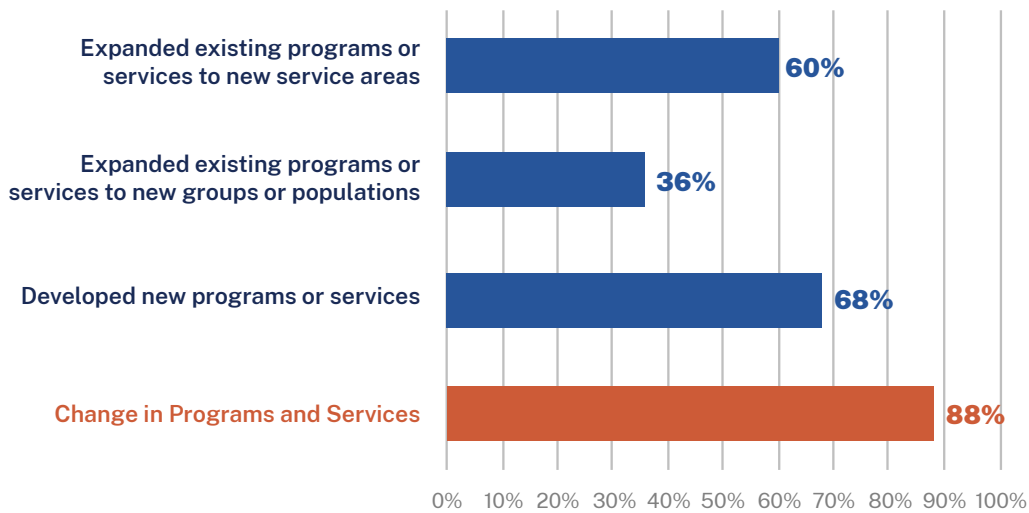 Expanded existing programs or
services to new service areas
60%
Expanded existing programs or
services to new groups or populations
36%
Developed new programs or services
68%
Change in Programs and Services
88%
0% 10% 20% 30% 40% 50% 60% 70% 80% 90% 100%